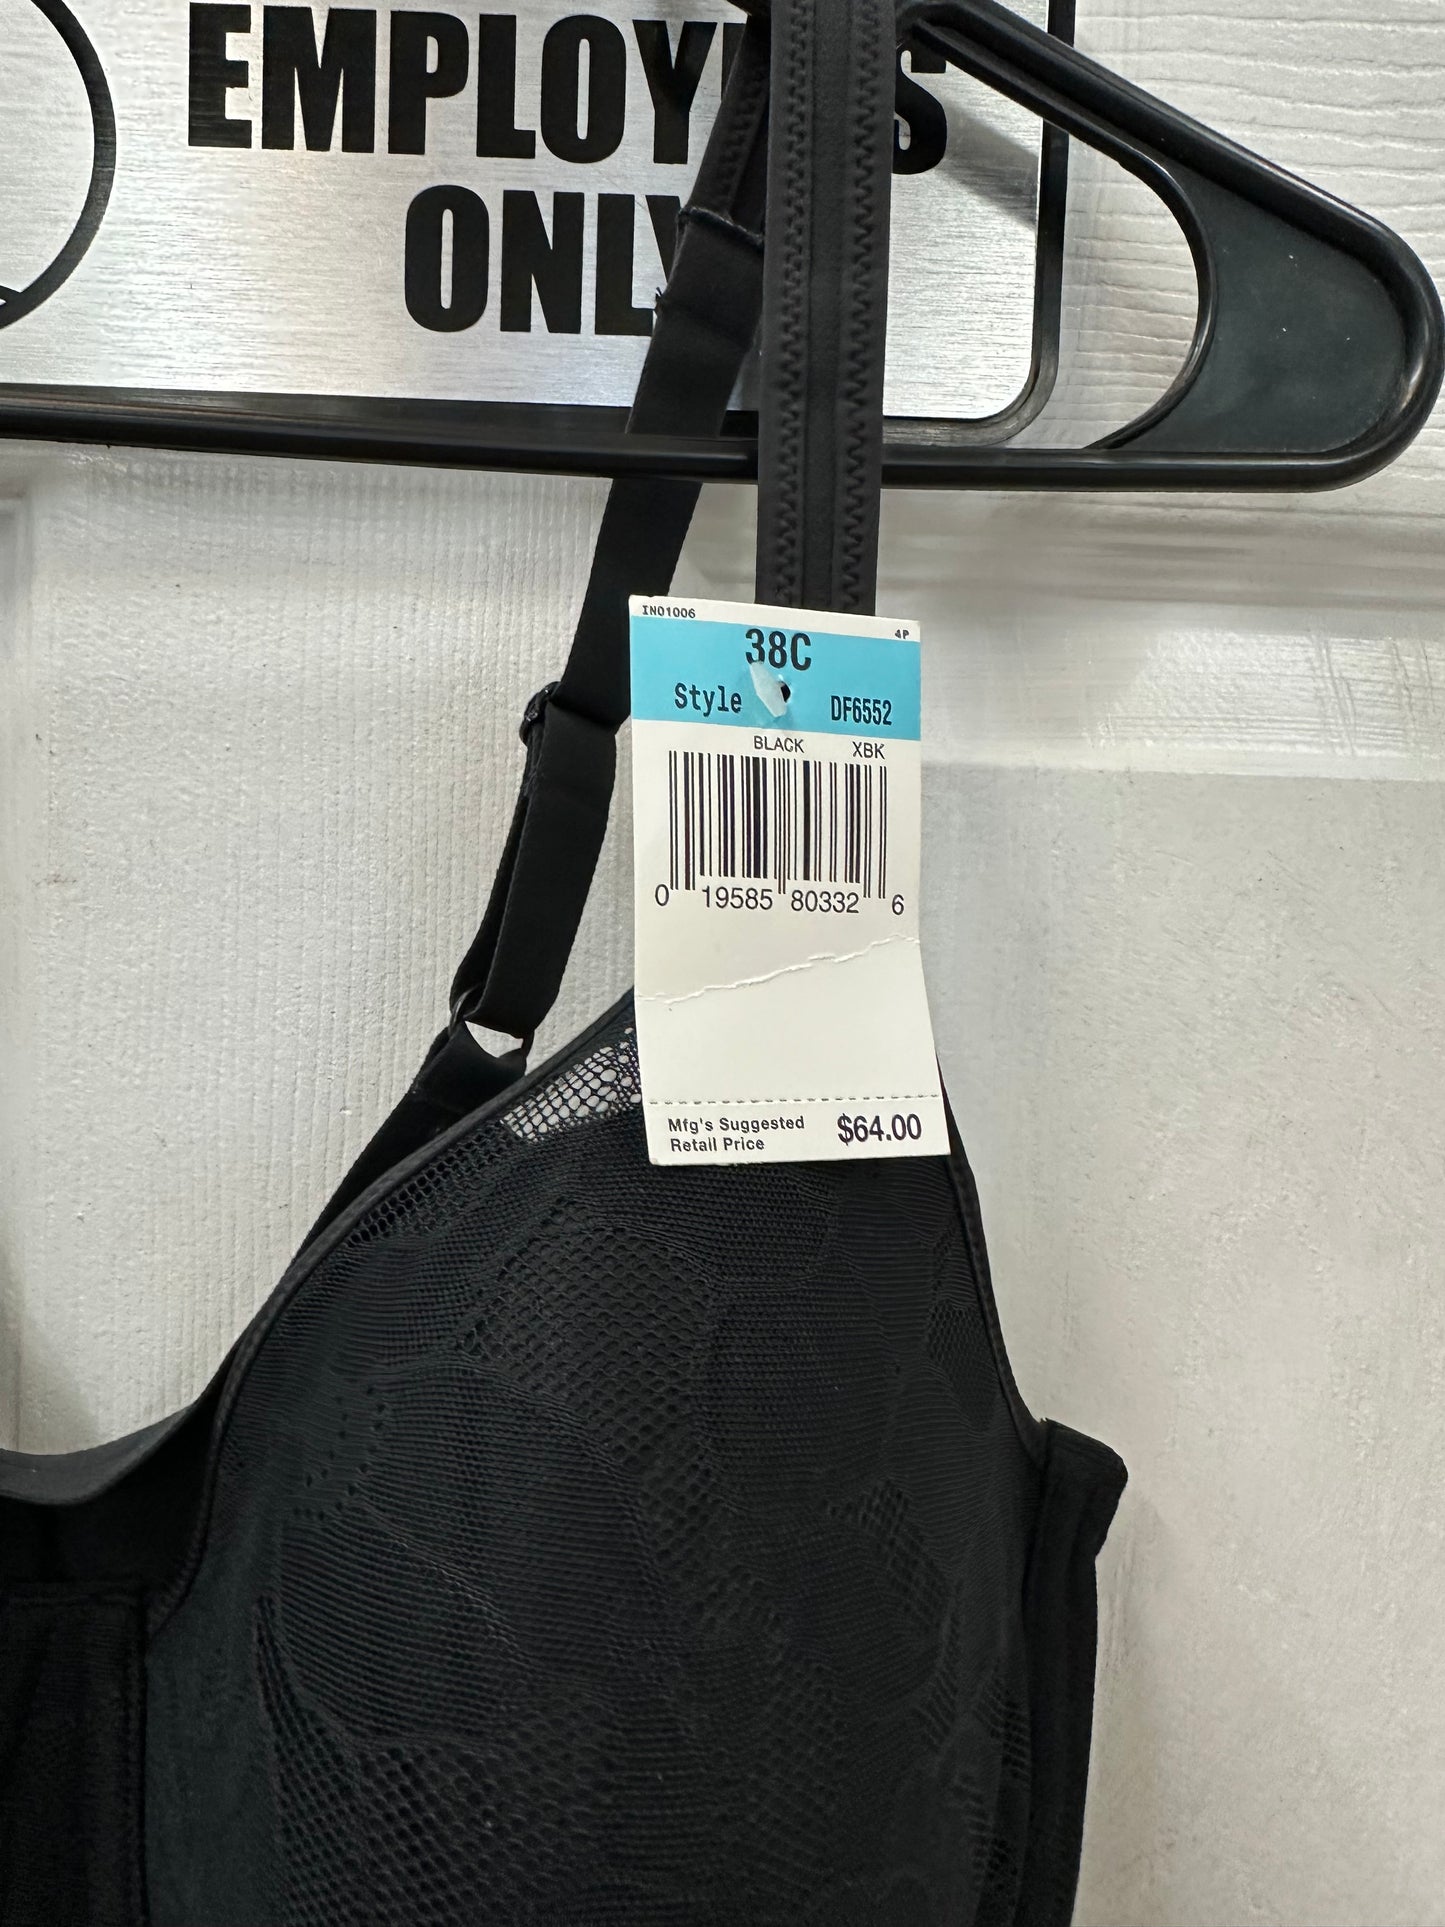 EMPLOYEES
ONLY
IN01006
4P
38C
Style DF6552
BLACK XBK
0 19585 80332 6
Mfg's Suggested
Retail Price $64.00